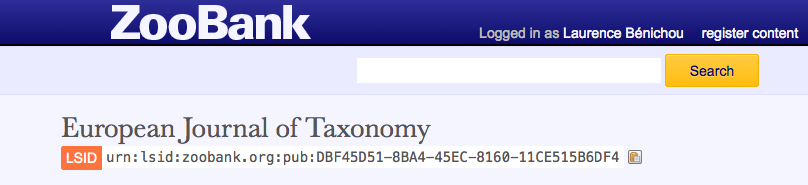 ZooBank
Logged in as Laurence Bénichou register content
Search
European Journal of Taxonomy
LSID urn:lsid:zoobank.org:pub:DBF45D51-8BA4-45EC-8160-11CE515B6DF4